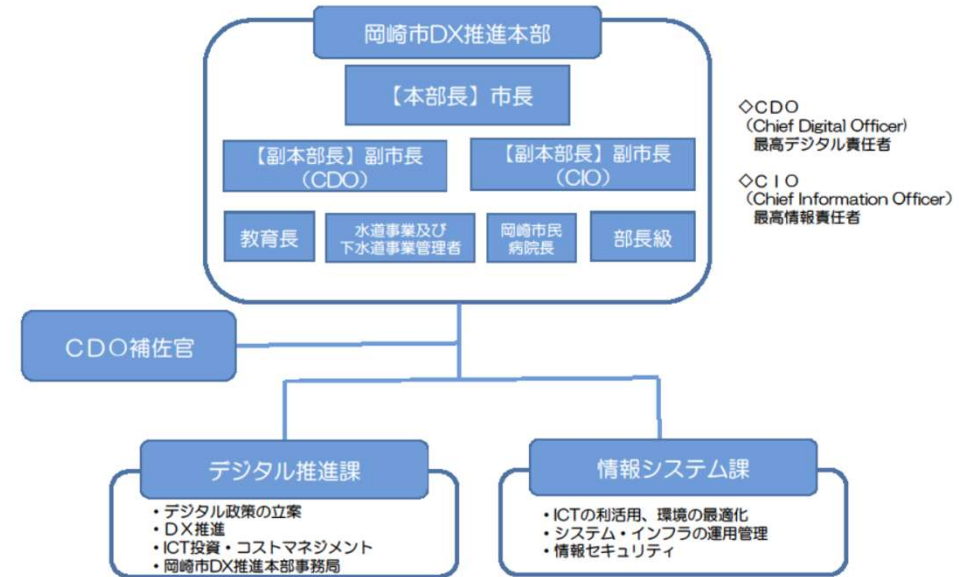 岡崎市DX推進本部
【本部長】市長
【副本部長】副市長
（CDO）
【副本部長】副市長
（CIO）
教育長
水道事業及び
下水道事業管理者
岡崎市民
病院長
部長級
◇CDO
（Chief Digital Officer)
最高デジタル責任者
◇CIO
（Chief Information Officer）
最高情報責任者
CDO補佐官
デジタル推進課
・デジタル政策の立案
・DX推進
・ICT投資・コストマネジメント
・岡崎市DX推進本部事務局
情報システム課
・ICTの利活用、環境の最適化
・システム・インフラの運用管理
・情報セキュリティ